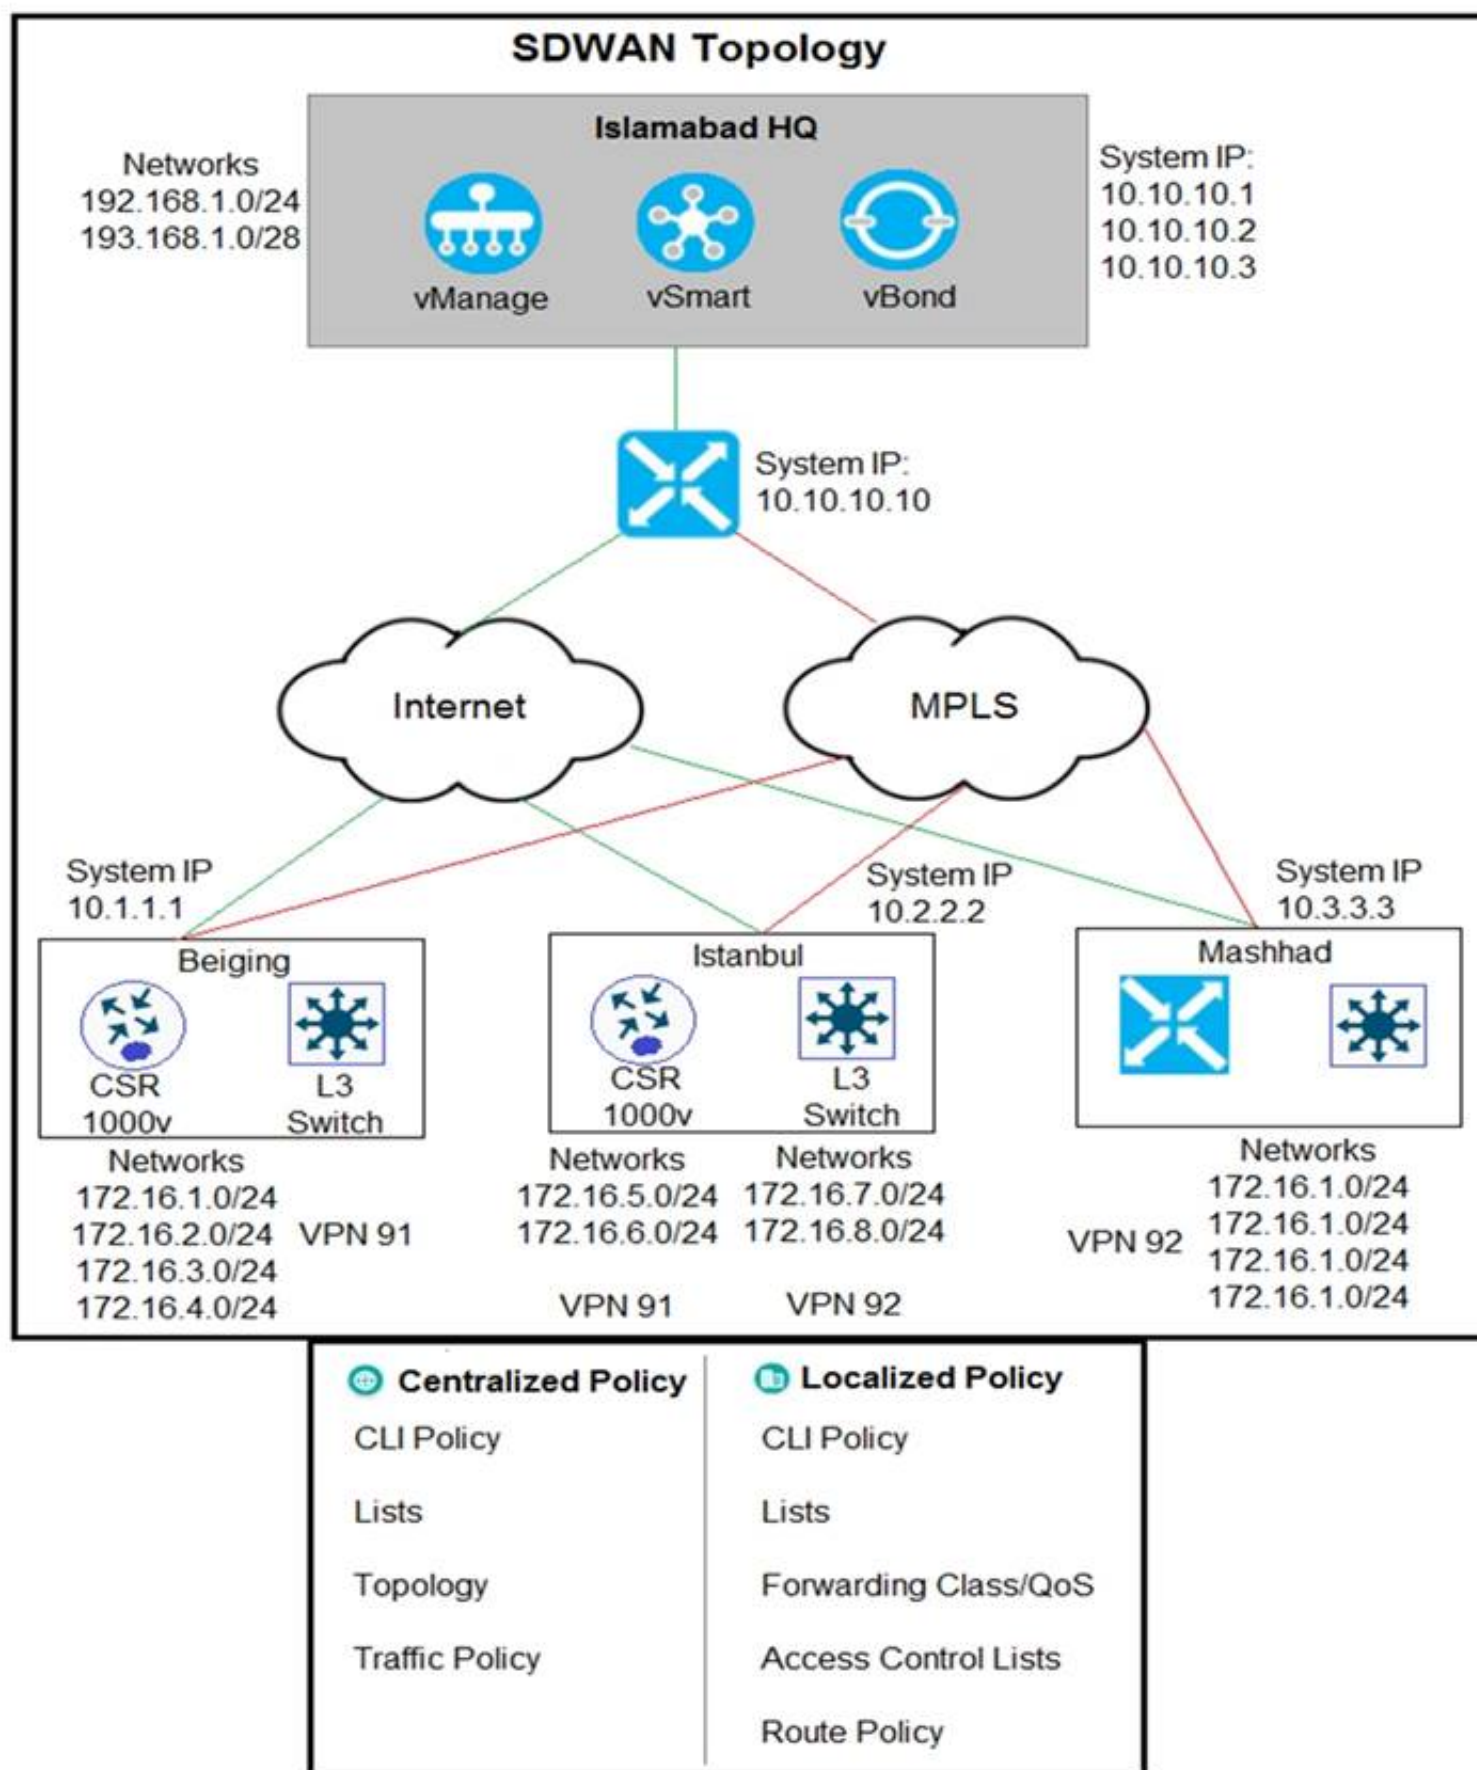 SDWAN Topology
Islamabad HQ
Networks
192.168.1.0/24
193.168.1.0/28
vManage
vSmart
vBond
System IP:
10.10.10.1
10.10.10.2
10.10.10.3
System IP:
10.10.10.10
Internet
MPLS
System IP
10.1.1.1
System IP
10.2.2.2
System IP
10.3.3.3
Beiging
CSR
1000v
L3
Switch
Istanbul
CSR
1000v
L3
Switch
Mashhad
Networks
172.16.1.0/24
172.16.2.0/24
172.16.3.0/24
172.16.4.0/24
VPN 91
Networks
172.16.5.0/24
172.16.6.0/24
VPN 91
Networks
172.16.7.0/24
172.16.8.0/24
VPN 92
VPN 92
Networks
172.16.1.0/24
172.16.1.0/24
172.16.1.0/24
172.16.1.0/24
Centralized Policy
CLI Policy
Lists
Topology
Traffic Policy
Localized Policy
CLI Policy
Lists
Forwarding Class/QoS
Access Control Lists
Route Policy